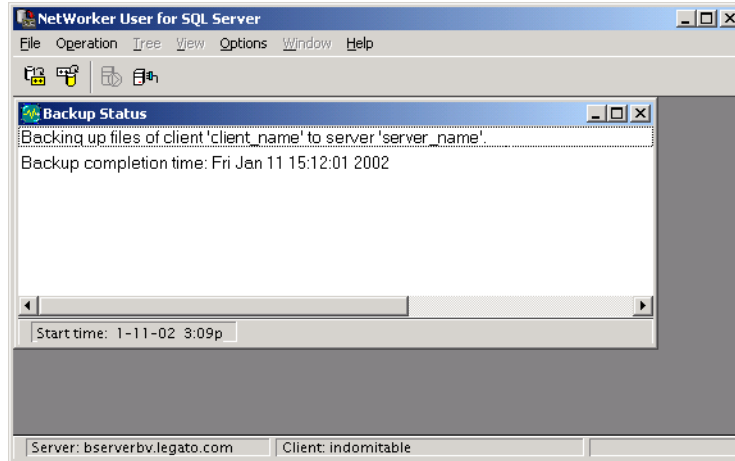 NetWorker User for SQL Server
File Operation Tree View Options Window Help
Backup Status
Backing up files of client 'client_name' to server 'server_name'.
Backup completion time: Fri Jan 11 15:12:01 2002
Start time: 1-11-02 3:09p
Server: bserverbv.legato.com Client: indomitable